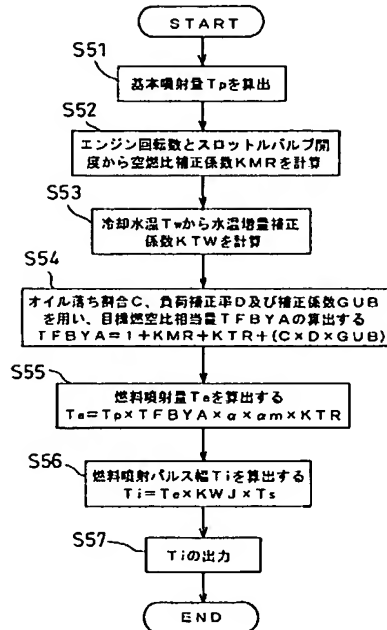 START
S51
基本噴射量Tpを算出
S52
エンジン回転数とスロットルバルブ開
度から空燃比補正係数KMRを計算
S53
冷却水温Twから水温増量補正
係数KTWを計算
S54
オイル落ち割合C、負荷補正率D及び補正係数GUB
を用い、目標燃空比相当量TFBYAの算出する
TFBYA=1+KMR+KTR+(C×D×GUB)
S55
燃料噴射量Teを算出する
Te=Tp×TFBYA×α×αm×KTR
S56
燃料噴射パルス幅Tiを算出する
Ti=Te×KWJ×Ts
S57
Tiの出力
END